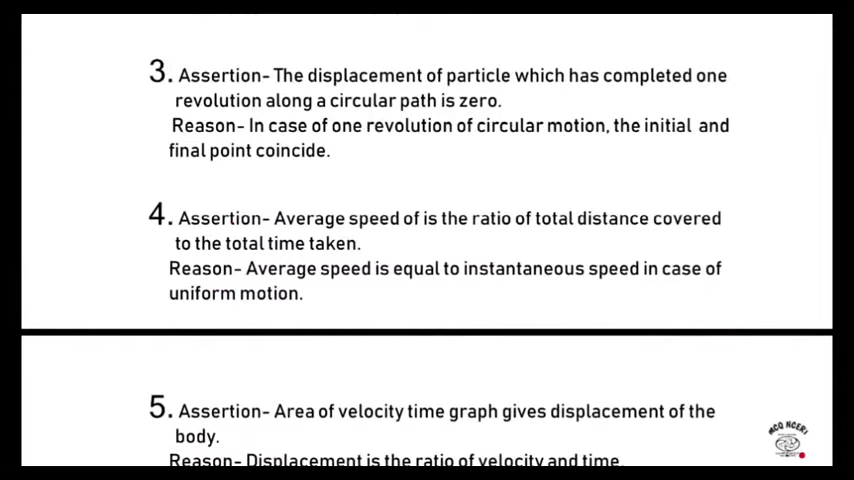 3. Assertion- The displacement of particle which has completed one
revolution along a circular path is zero.
Reason- In case of one revolution of circular motion, the initial and
final point coincide.
4. Assertion- Average speed of is the ratio of total distance covered
to the total time taken.
Reason- Average speed is equal to instantaneous speed in case of
uniform motion.
5. Assertion- Area of velocity time graph gives displacement of the
body.
Reason- Displacement is the ratio of velocity and time.
MCQ NCERT